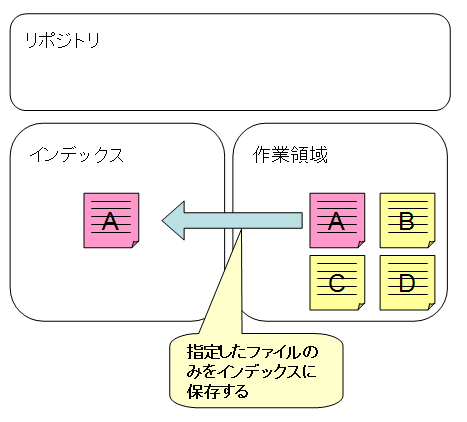 リポジトリ
インデックス
作業領域
A
A
B
C
D
指定したファイルの
みをインデックスに
保存する